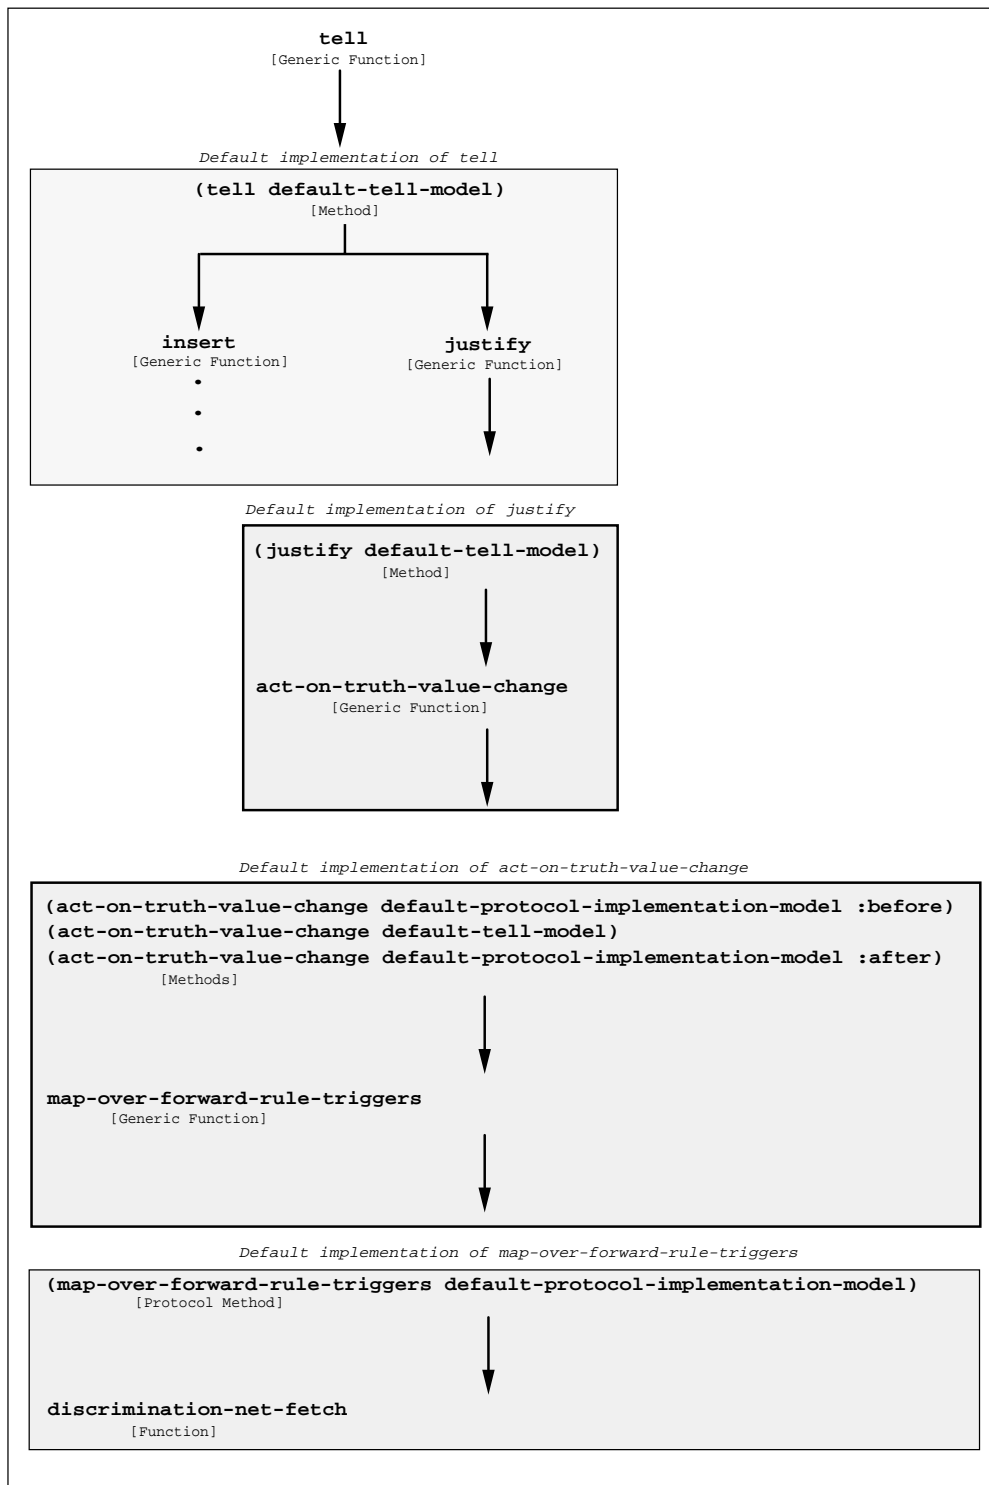 tell
[Generic Function]
Default implementation of tell
(tell default-tell-model)
[Method]
insert
[Generic Function]
justify
[Generic Function]
Default implementation of justify
(justify default-tell-model)
[Method]
act-on-truth-value-change
[Generic Function]
Default implementation of act-on-truth-value-change
(act-on-truth-value-change default-protocol-implementation-model :before)
(act-on-truth-value-change default-tell-model)
(act-on-truth-value-change default-protocol-implementation-model :after)
[Methods]
map-over-forward-rule-triggers
[Generic Function]
Default implementation of map-over-forward-rule-triggers
(map-over-forward-rule-triggers default-protocol-implementation-model)
[Protocol Method]
discrimination-net-fetch
[Function]